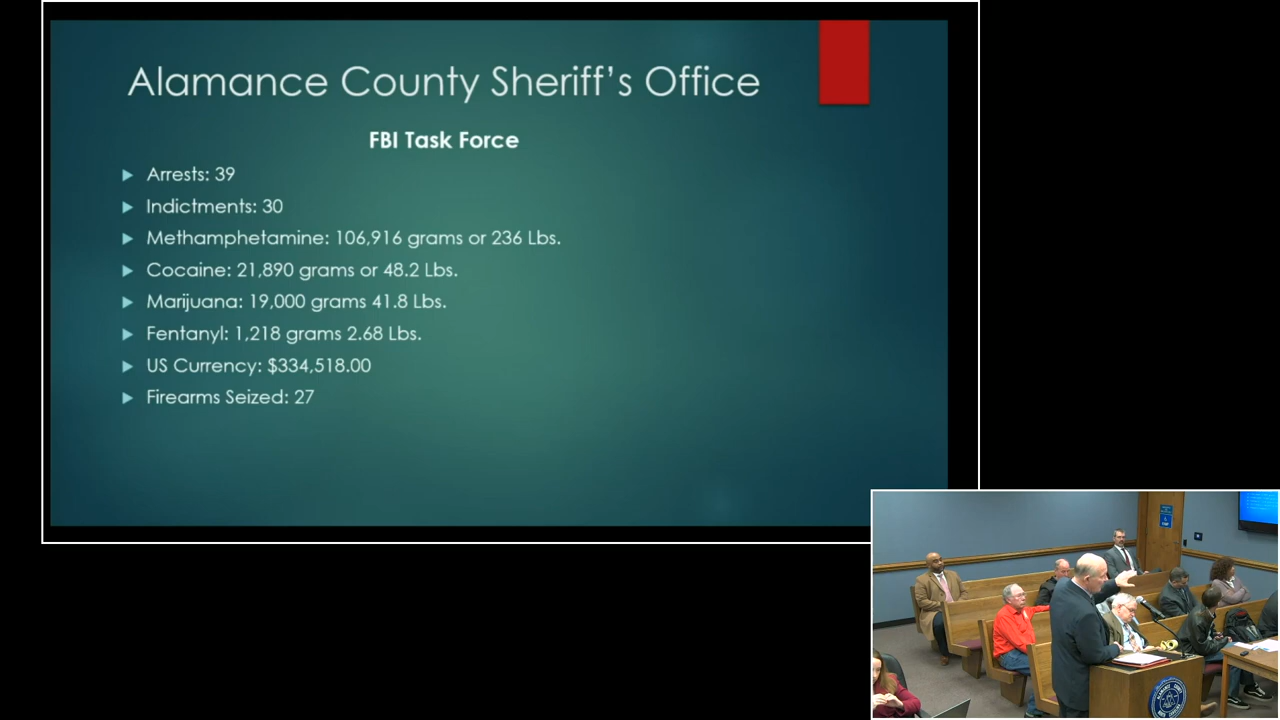 Alamance County Sheriff's Office
FBI Task Force
Arrests: 39
Indictments: 30
Methamphetamine: 106,916 grams or 236 Lbs.
Cocaine: 21,890 grams or 48.2 Lbs.
Marijuana: 19,000 grams 41.8 Lbs.
Fentanyl: 1,218 grams 2.68 Lbs.
US Currency: $334,518.00
Firearms Seized: 27